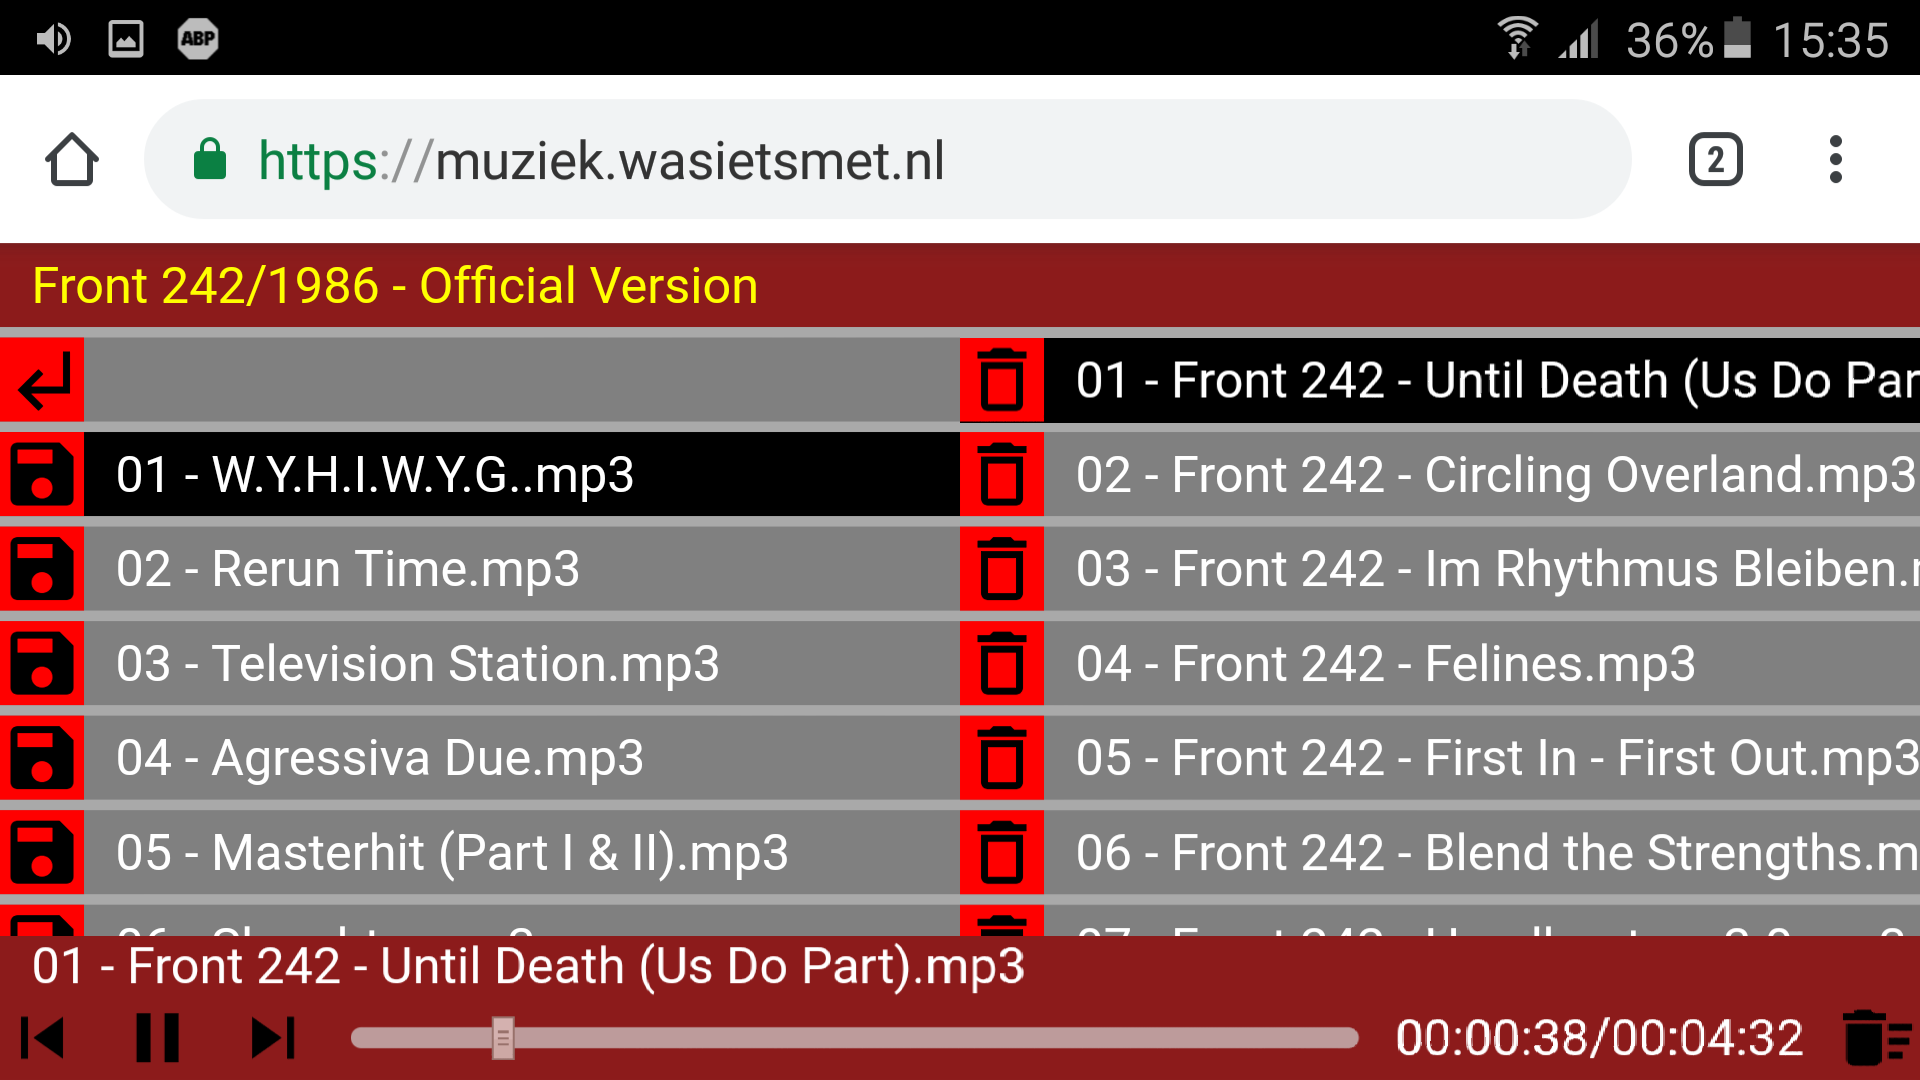 ABP 36% 15:35
https://muziek.wasietsmet.nl 2
Front 242/1986 - Official Version
01 - Front 242 - Until Death (Us Do Par
01 - W.Y.H.I.W.Y.G..mp3
02 - Front 242 - Circling Overland.mp3
02 - Rerun Time.mp3
03 - Front 242 - Im Rhythmus Bleiben.
03 - Television Station.mp3
04 - Front 242 - Felines.mp3
04 - Agressiva Due.mp3
05 - Front 242 - First In - First Out.mp3
05 - Masterhit (Part I & II).mp3
06 - Front 242 - Blend the Strengths.m
07 - Front 242
01 - Front 242 - Until Death (Us Do Part).mp3
00:00:38/00:04:32